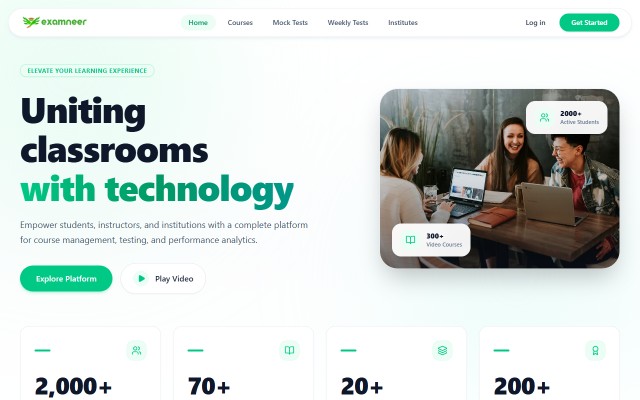 examneer
Home
Courses
Mock Tests
Weekly Tests
Institutes
Log in
Get Started
ELEVATE YOUR LEARNING EXPERIENCE
Uniting
classrooms
with technology
Empower students, instructors, and institutions with a complete platform
for course management, testing, and performance analytics.
Explore Platform
Play Video
2000+
Active Students
300+
Video Courses
2,000+
70+
20+
200+